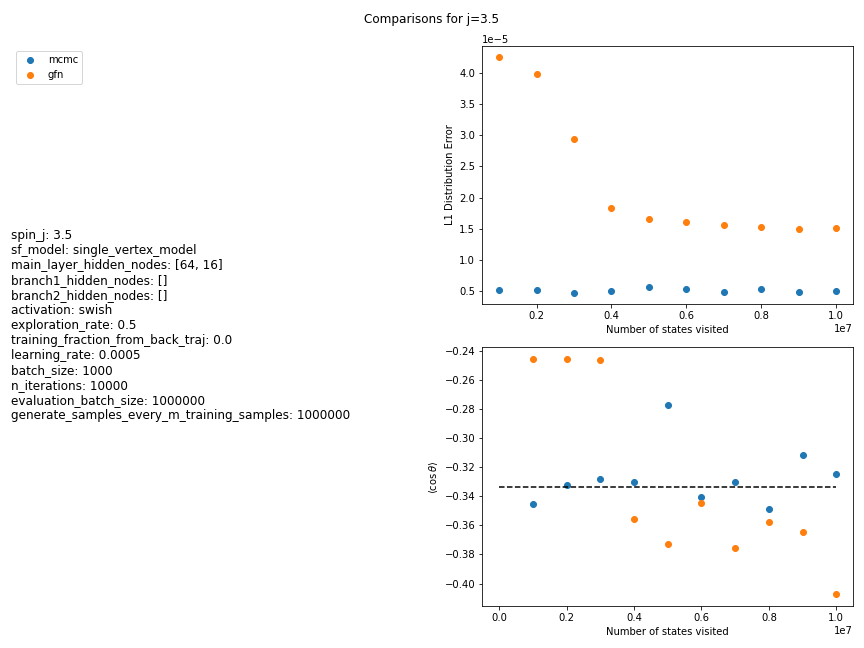 Comparisons for j=3.5
mcmc
gfn
spin_j: 3.5
sf_model: single_vertex_model
main_layer_hidden_nodes: [64, 16]
branch1_hidden_nodes: []
branch2_hidden_nodes: []
activation: swish
exploration_rate: 0.5
training_fraction_from_back_traj: 0.0
learning_rate: 0.0005
batch_size: 1000
n_iterations: 10000
evaluation_batch_size: 1000000
generate_samples_every_m_training_samples: 1000000
1e−5
L1 Distribution Error
4.0
3.5
3.0
2.5
2.0
1.5
1.0
0.5
0.2 0.4 0.6 0.8 1.0
Number of states visited
1e7
⟨cos θ⟩
−0.24
−0.26
−0.28
−0.30
−0.32
−0.34
−0.36
−0.38
−0.40
0.0 0.2 0.4 0.6 0.8 1.0
Number of states visited
1e7